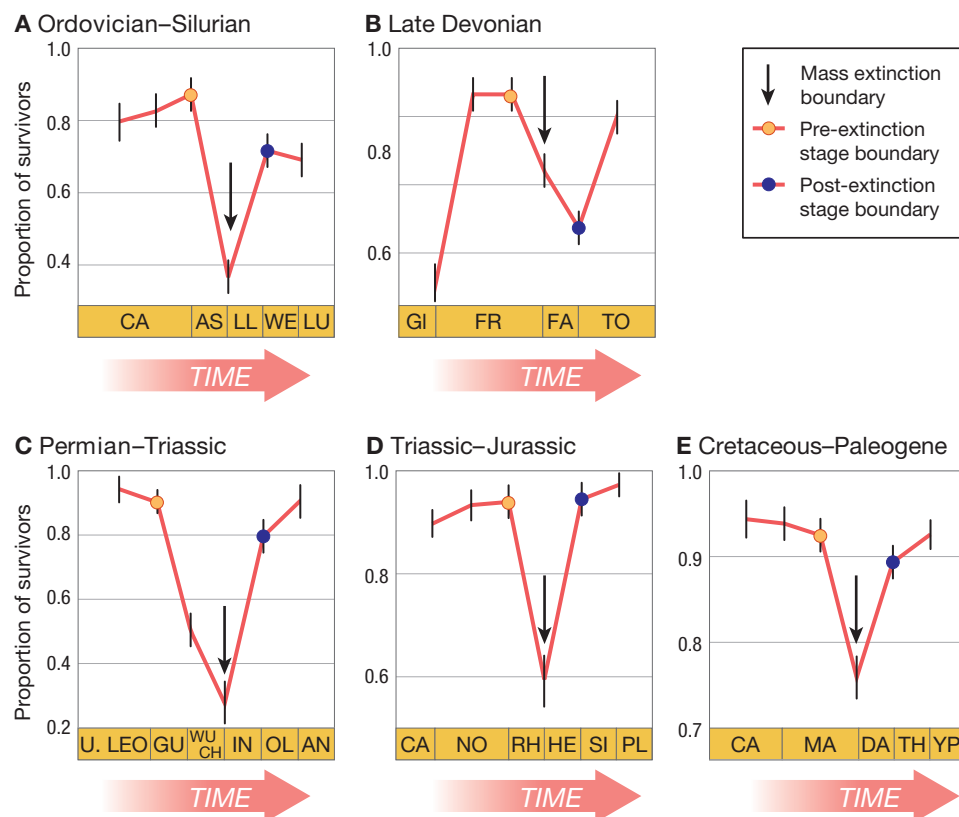 A Ordovician–Silurian
1.0
0.8
0.6
0.4
Proportion of survivors
CA AS LL WE LU
TIME
B Late Devonian
1.0
0.8
0.6
GI FR FA TO
TIME
Mass extinction
boundary
Pre-extinction
stage boundary
Post-extinction
stage boundary
C Permian–Triassic
1.0
0.8
0.6
0.4
0.2
Proportion of survivors
U. LEO GU WU CH IN OL AN
TIME
D Triassic–Jurassic
1.0
0.8
0.6
CA NO RH HE SI PL
TIME
E Cretaceous–Paleogene
1.0
0.9
0.8
0.7
CA MA DA TH YP
TIME